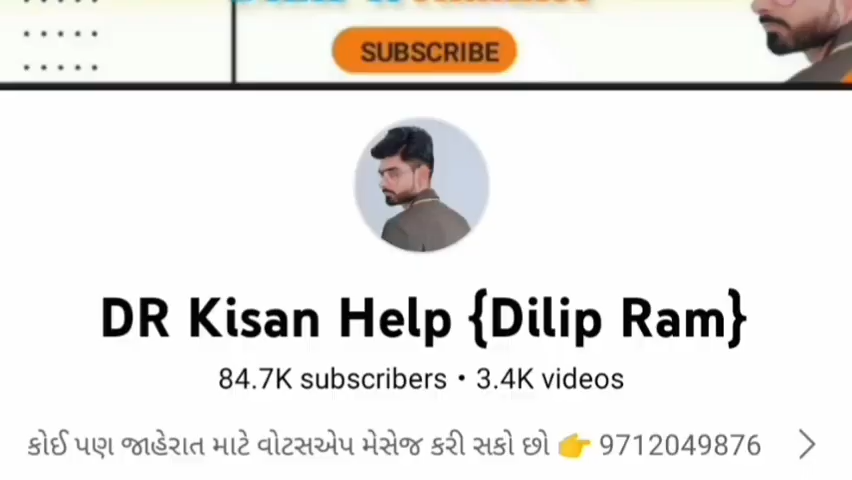 SUBSCRIBE
DR Kisan Help {Dilip Ram}
84.7K subscribers • 3.4K videos
કોઈ પણ જાહેરાત માટે વોટસએપ મેસેજ કરી સકો છો 👉 9712049876